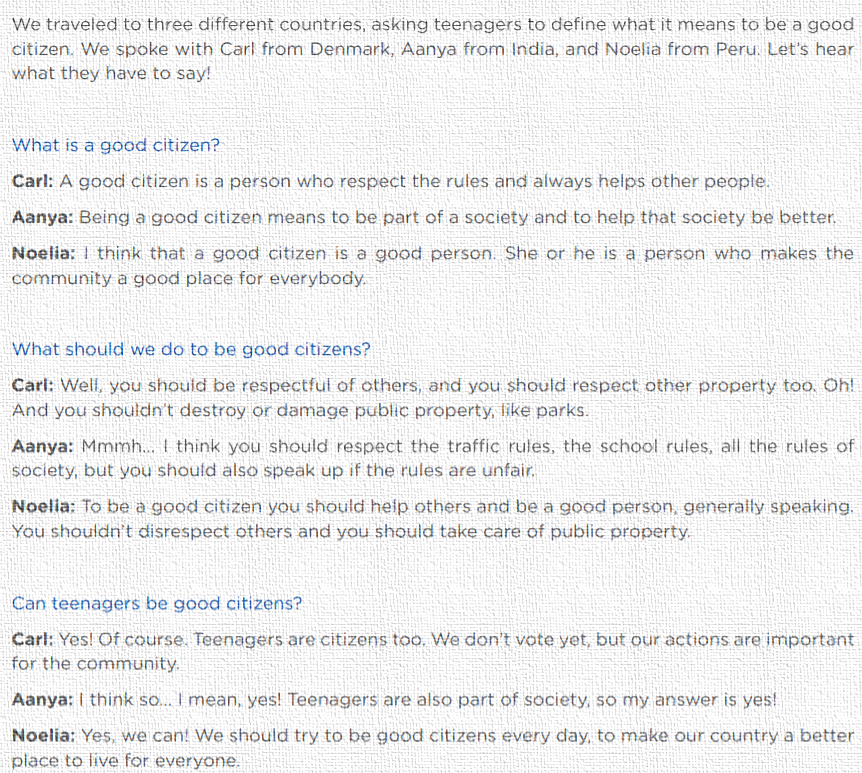 We traveled to three different countries, asking teenagers to define what it means to be a good
citizen. We spoke with Carl from Denmark, Aanya from India, and Noelia from Peru. Let's hear
what they have to say!
What is a good citizen?
Carl: A good citizen is a person who respect the rules and always helps other people.
Aanya: Being a good citizen means to be part of a society and to help that society be better.
Noelia: I think that a good citizen is a good person. She or he is a person who makes the
community a good place for everybody.
What should we do to be good citizens?
Carl: Well, you should be respectful of others, and you should respect other property too. Oh!
And you shouldn't destroy or damage public property, like parks.
Aanya: Mmmh... I think you should respect the traffic rules, the school rules, all the rules of
society, but you should also speak up if the rules are unfair.
Noelia: To be a good citizen you should help others and be a good person, generally speaking.
You shouldn't disrespect others and you should take care of public property.
Can teenagers be good citizens?
Carl: Yes! Of course. Teenagers are citizens too. We don't vote yet, but our actions are important
for the community.
Aanya: I think so... I mean, yes! Teenagers are also part of society, so my answer is yes!
Noelia: Yes, we can! We should try to be good citizens every day, to make our country a better
place to live for everyone.